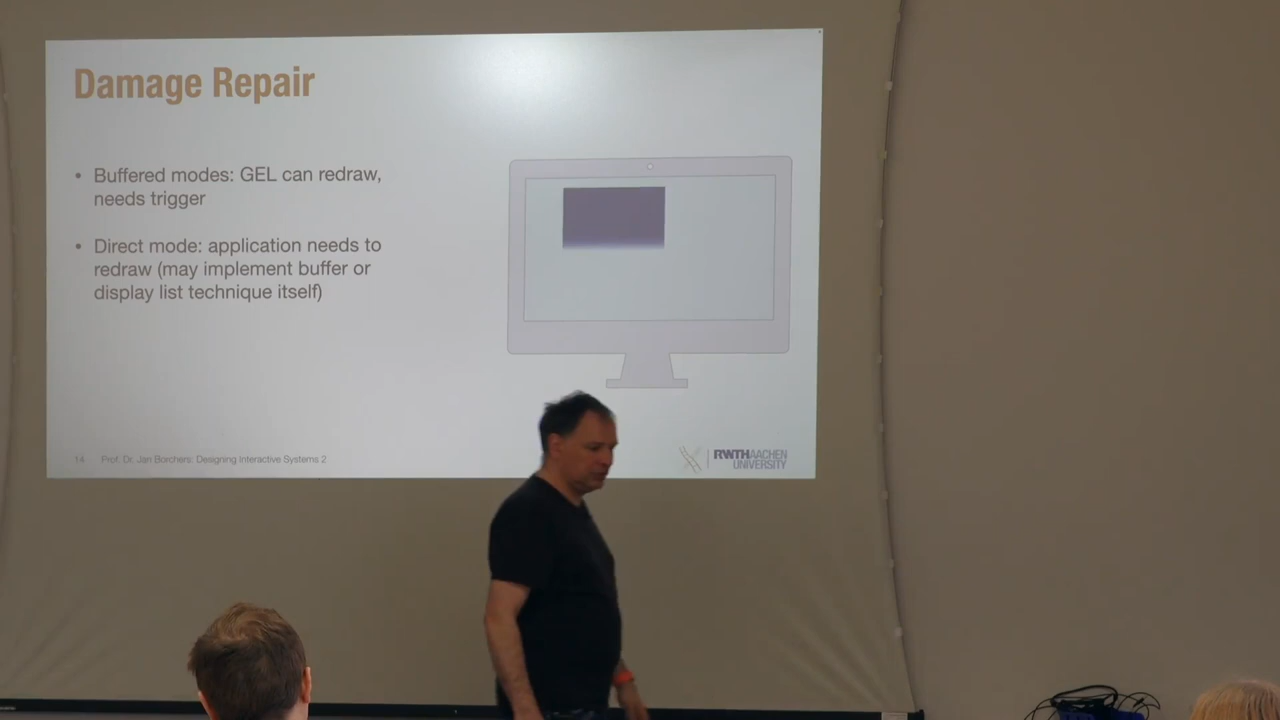 Damage Repair
• Buffered modes: GEL can redraw,
needs trigger
• Direct mode: application needs to
redraw (may implement buffer or
display list technique itself)
14 Prof. Dr. Jan Borchers: Designing Interactive Systems 2
RWTHAACHEN
UNIVERSITY